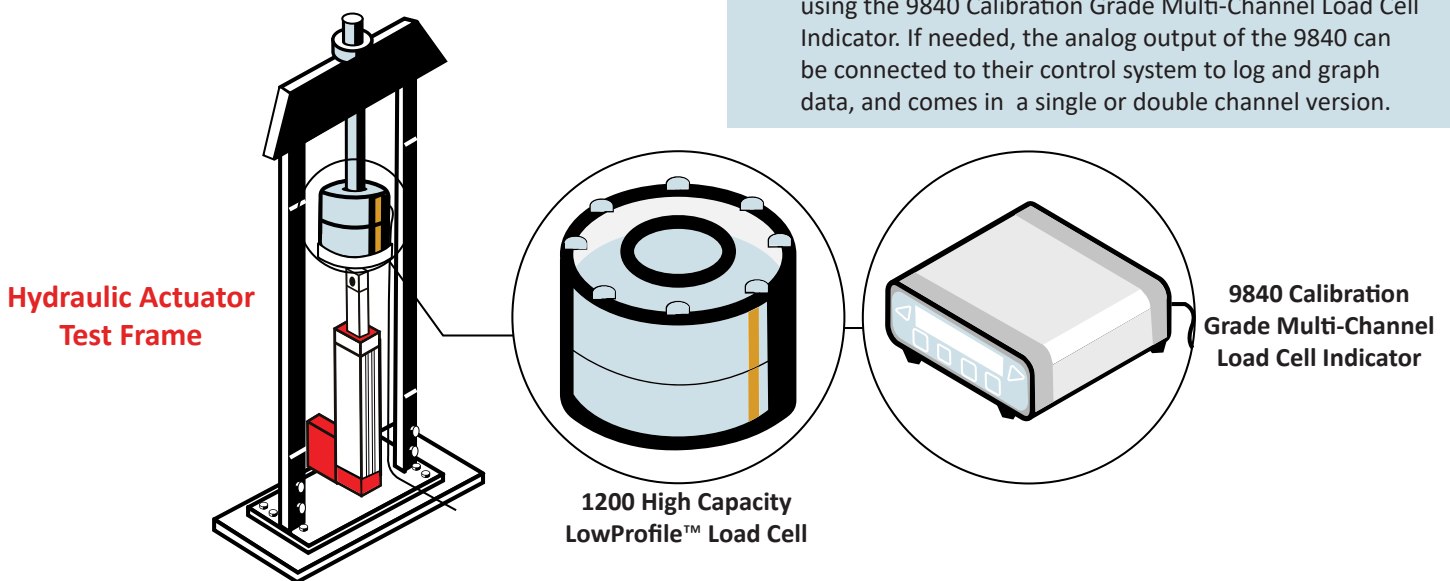 using the 9840 Calibration Grade Multi-Channel Load Cell
Indicator. If needed, the analog output of the 9840 can
be connected to their control system to log and graph
data, and comes in  a single or double channel version.
Hydraulic Actuator
Test Frame
1200 High Capacity
LowProfile™ Load Cell
9840 Calibration
Grade Multi-Channel
Load Cell Indicator